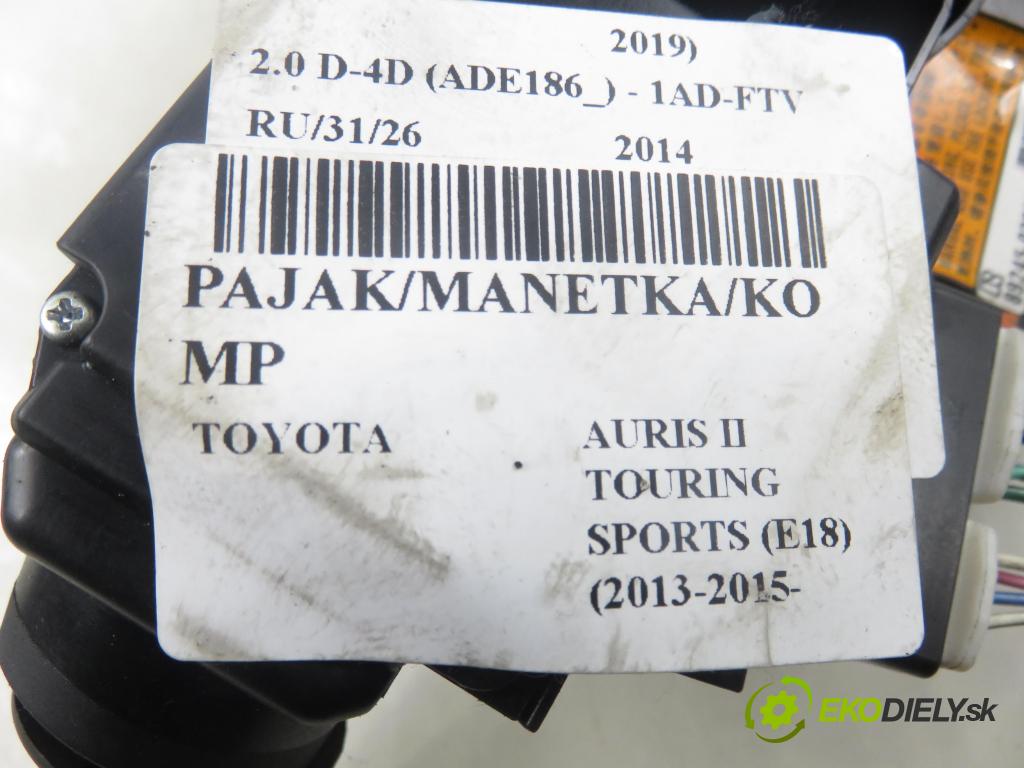 2019)
2.0 D-4D (ADE186_) - 1AD-FTV
RU/31/26 2014
PAJAK/MANETKA/KO
MP
TOYOTA AURIS II
TOURING
SPORTS (E18)
(2013-2015-
EKODIELY.sk